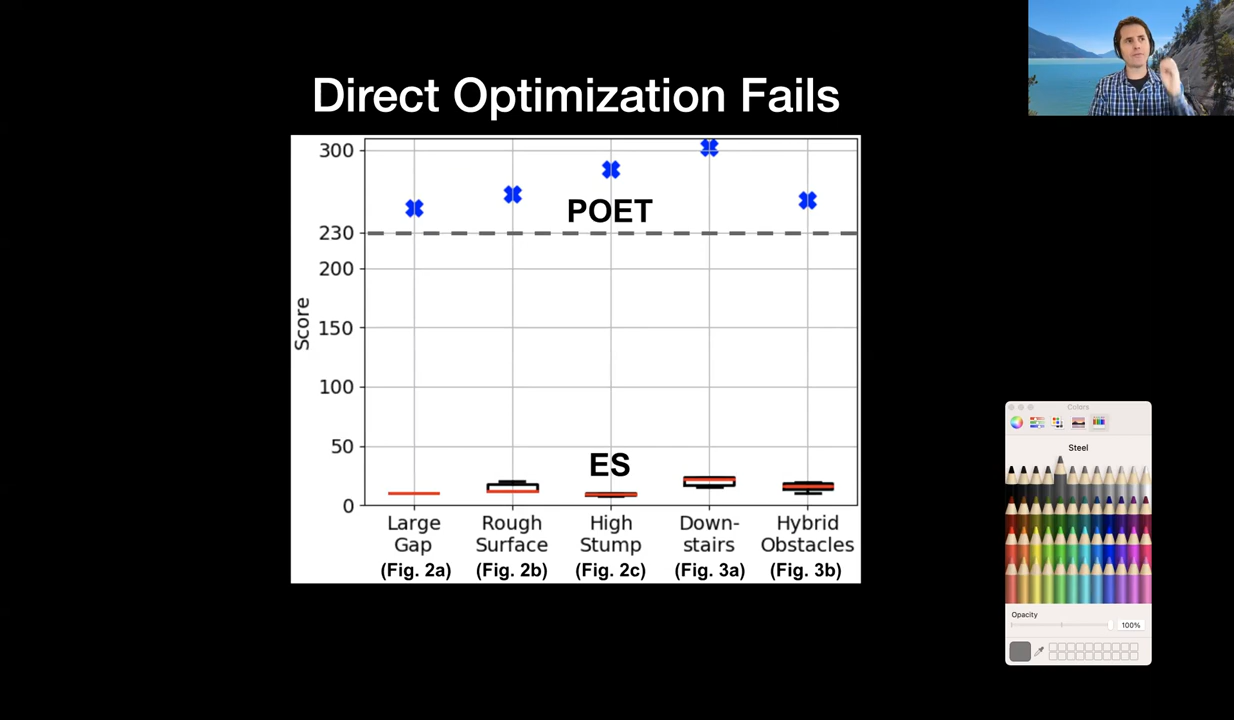 Direct Optimization Fails
300
230
200
150
100
50
0
Score
POET
ES
Large Gap
Rough Surface
High Stump
Down-stairs
Hybrid Obstacles
(Fig. 2a)
(Fig. 2b)
(Fig. 2c)
(Fig. 3a)
(Fig. 3b)
Colors
Steel
Opacity
100%